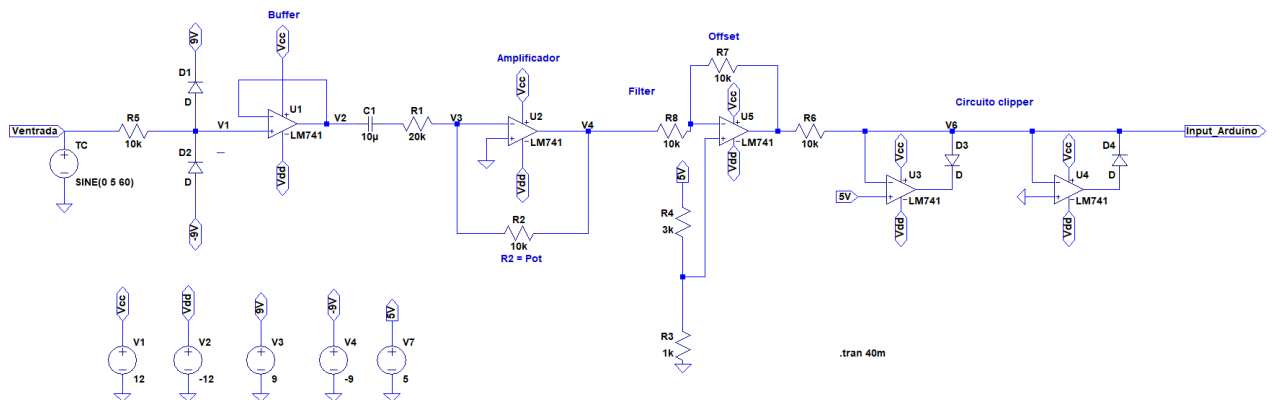 Buffer
9V
Vcc
D1
D
Amplificador
Vcc
Offset
R7
10k
Filter
Circuito clipper
Ventrada
R5
10k
V1
U1
LM741
V2
C1
10µ
R1
20k
V3
U2
LM741
V4
R8
10k
Vcc
U5
LM741
R6
10k
V6
Input_Arduino
TC
SINE(0 5 60)
D2
D
Vdd
-9V
Vdd
R2
10k
R2 = Pot
Vdd
5V
R4
3k
R3
1k
Vcc
U3
LM741
5V
Vdd
D3
D
Vcc
U4
LM741
Vdd
D4
D
Vcc
V1
12
Vdd
V2
-12
9V
V3
9
-9V
V4
-9
5V
V7
5
.tran 40m